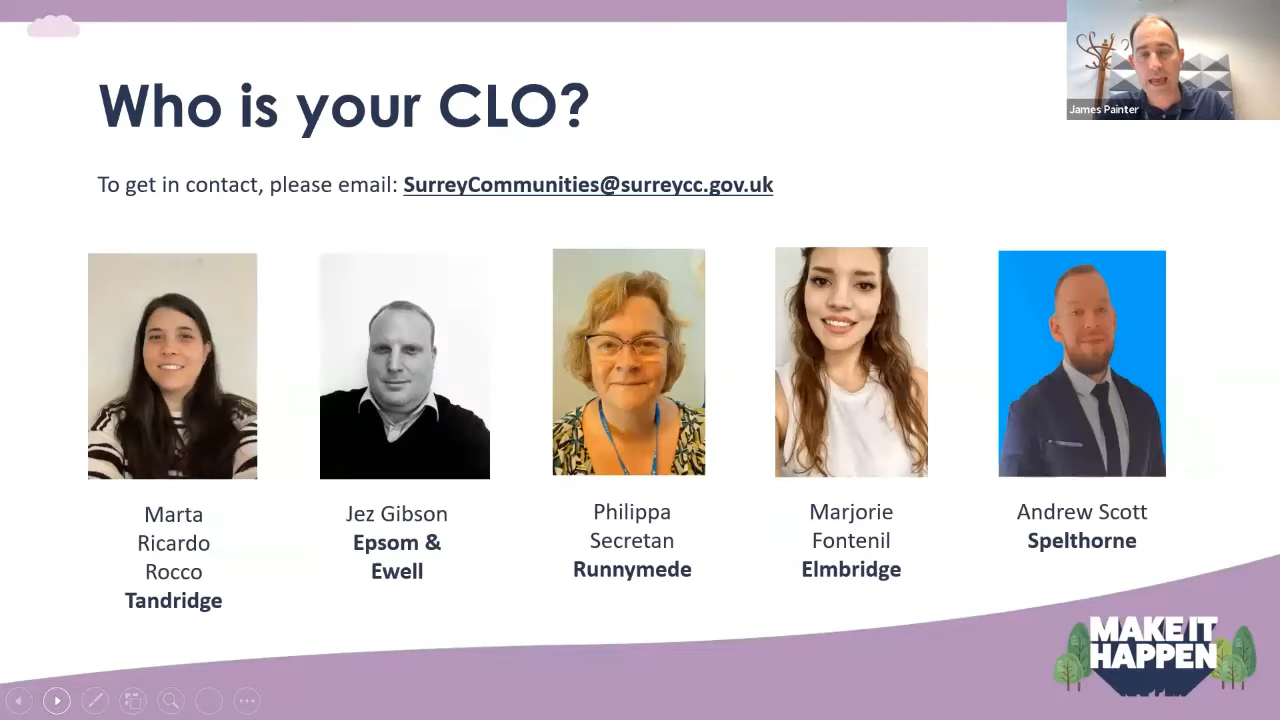 James Painter
Who is your CLO?
To get in contact, please email: SurreyCommunities@surreycc.gov.uk
Marta
Ricardo
Rocco
Tandridge
Jez Gibson
Epsom &
Ewell
Philippa
Secretan
Runnymede
Marjorie
Fontenil
Elmbridge
Andrew Scott
Spelthorne
MAKE IT
HAPPEN